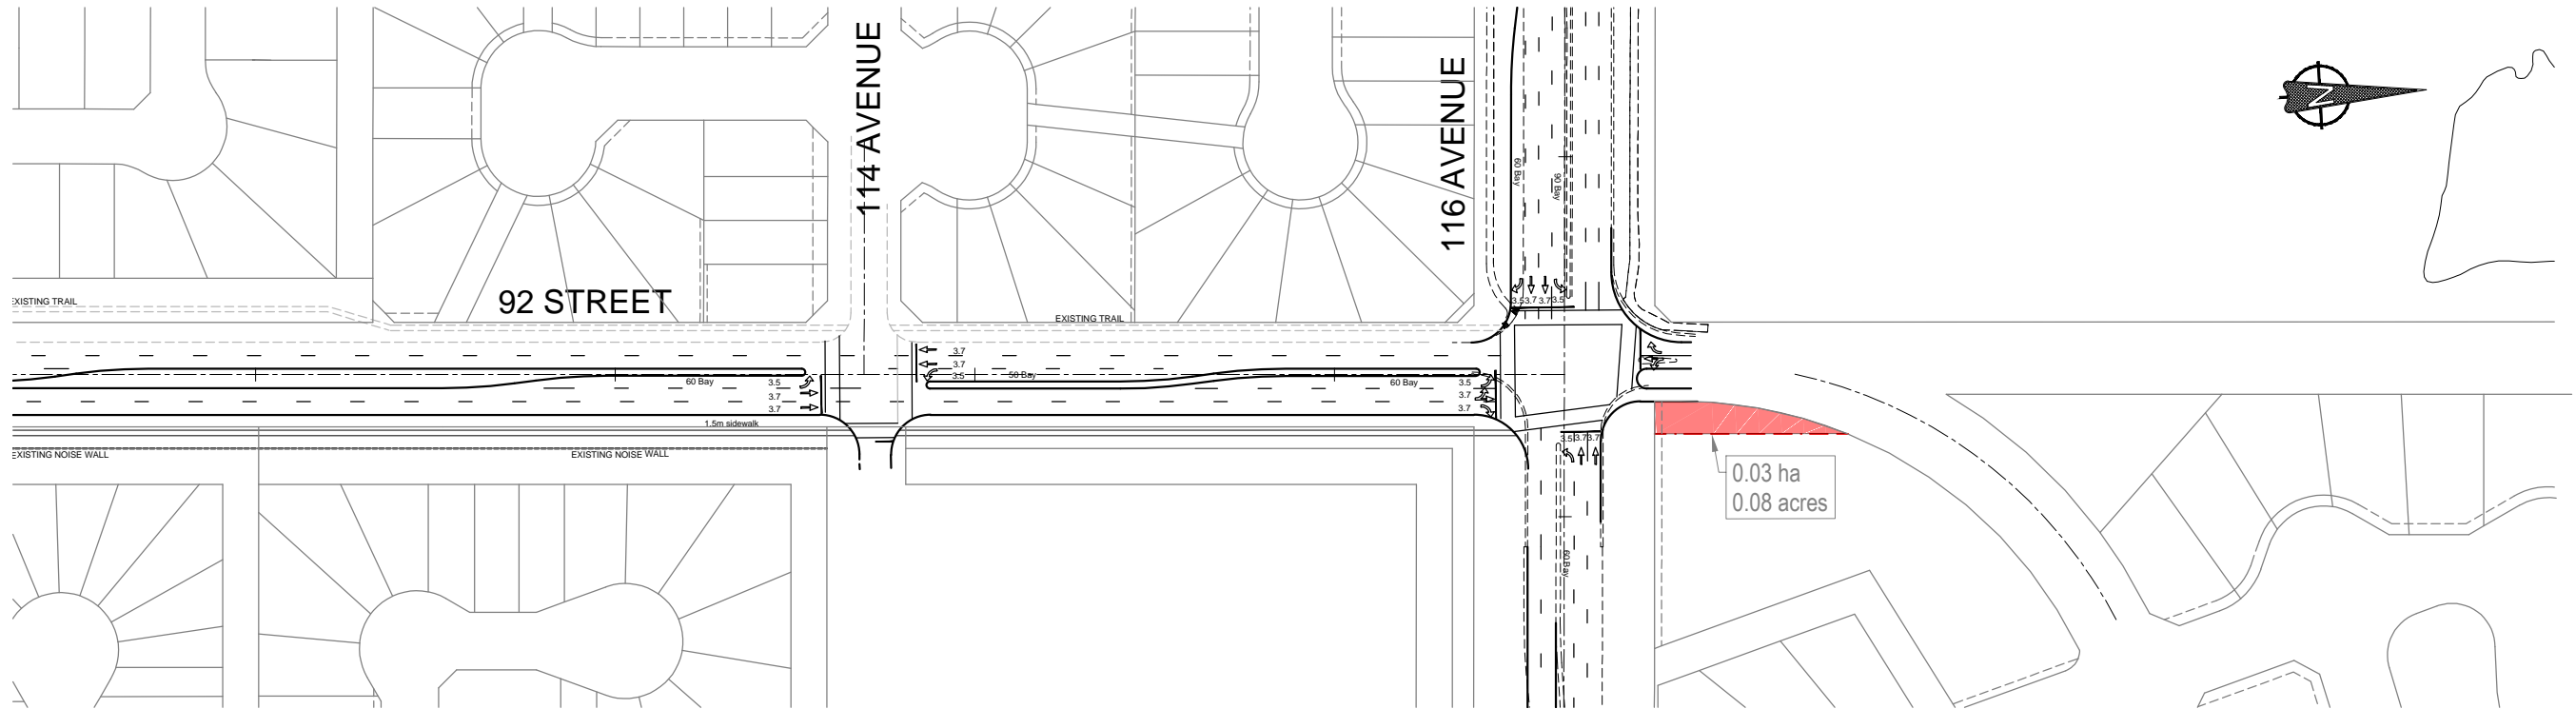 114 AVENUE
116 AVENUE
N
60 Bay
90 Bay
EXISTING TRAIL
92 STREET
EXISTING TRAIL
3.5 3.7 3.7 3.5
3.7
3.7
3.5
50 Bay
60 Bay
3.5
3.7
3.7
60 Bay
3.5
3.7
3.7
1.5m sidewalk
EXISTING NOISE WALL
EXISTING NOISE WALL
3.5 3.7 3.7
0.03 ha
0.08 acres
60 Bay